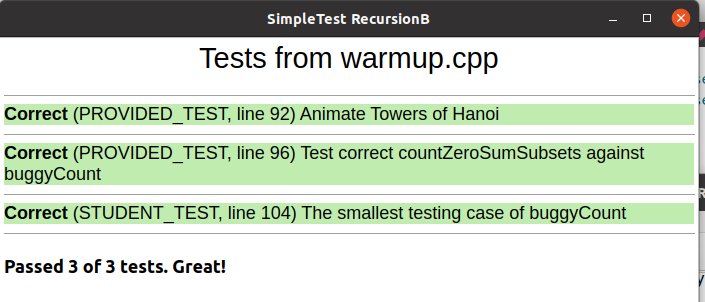 SimpleTest RecursionB
Tests from warmup.cpp
Correct (PROVIDED_TEST, line 92) Animate Towers of Hanoi
Correct (PROVIDED_TEST, line 96) Test correct countZeroSumSubsets against
buggyCount
Correct (STUDENT_TEST, line 104) The smallest testing case of buggyCount
Passed 3 of 3 tests. Great!